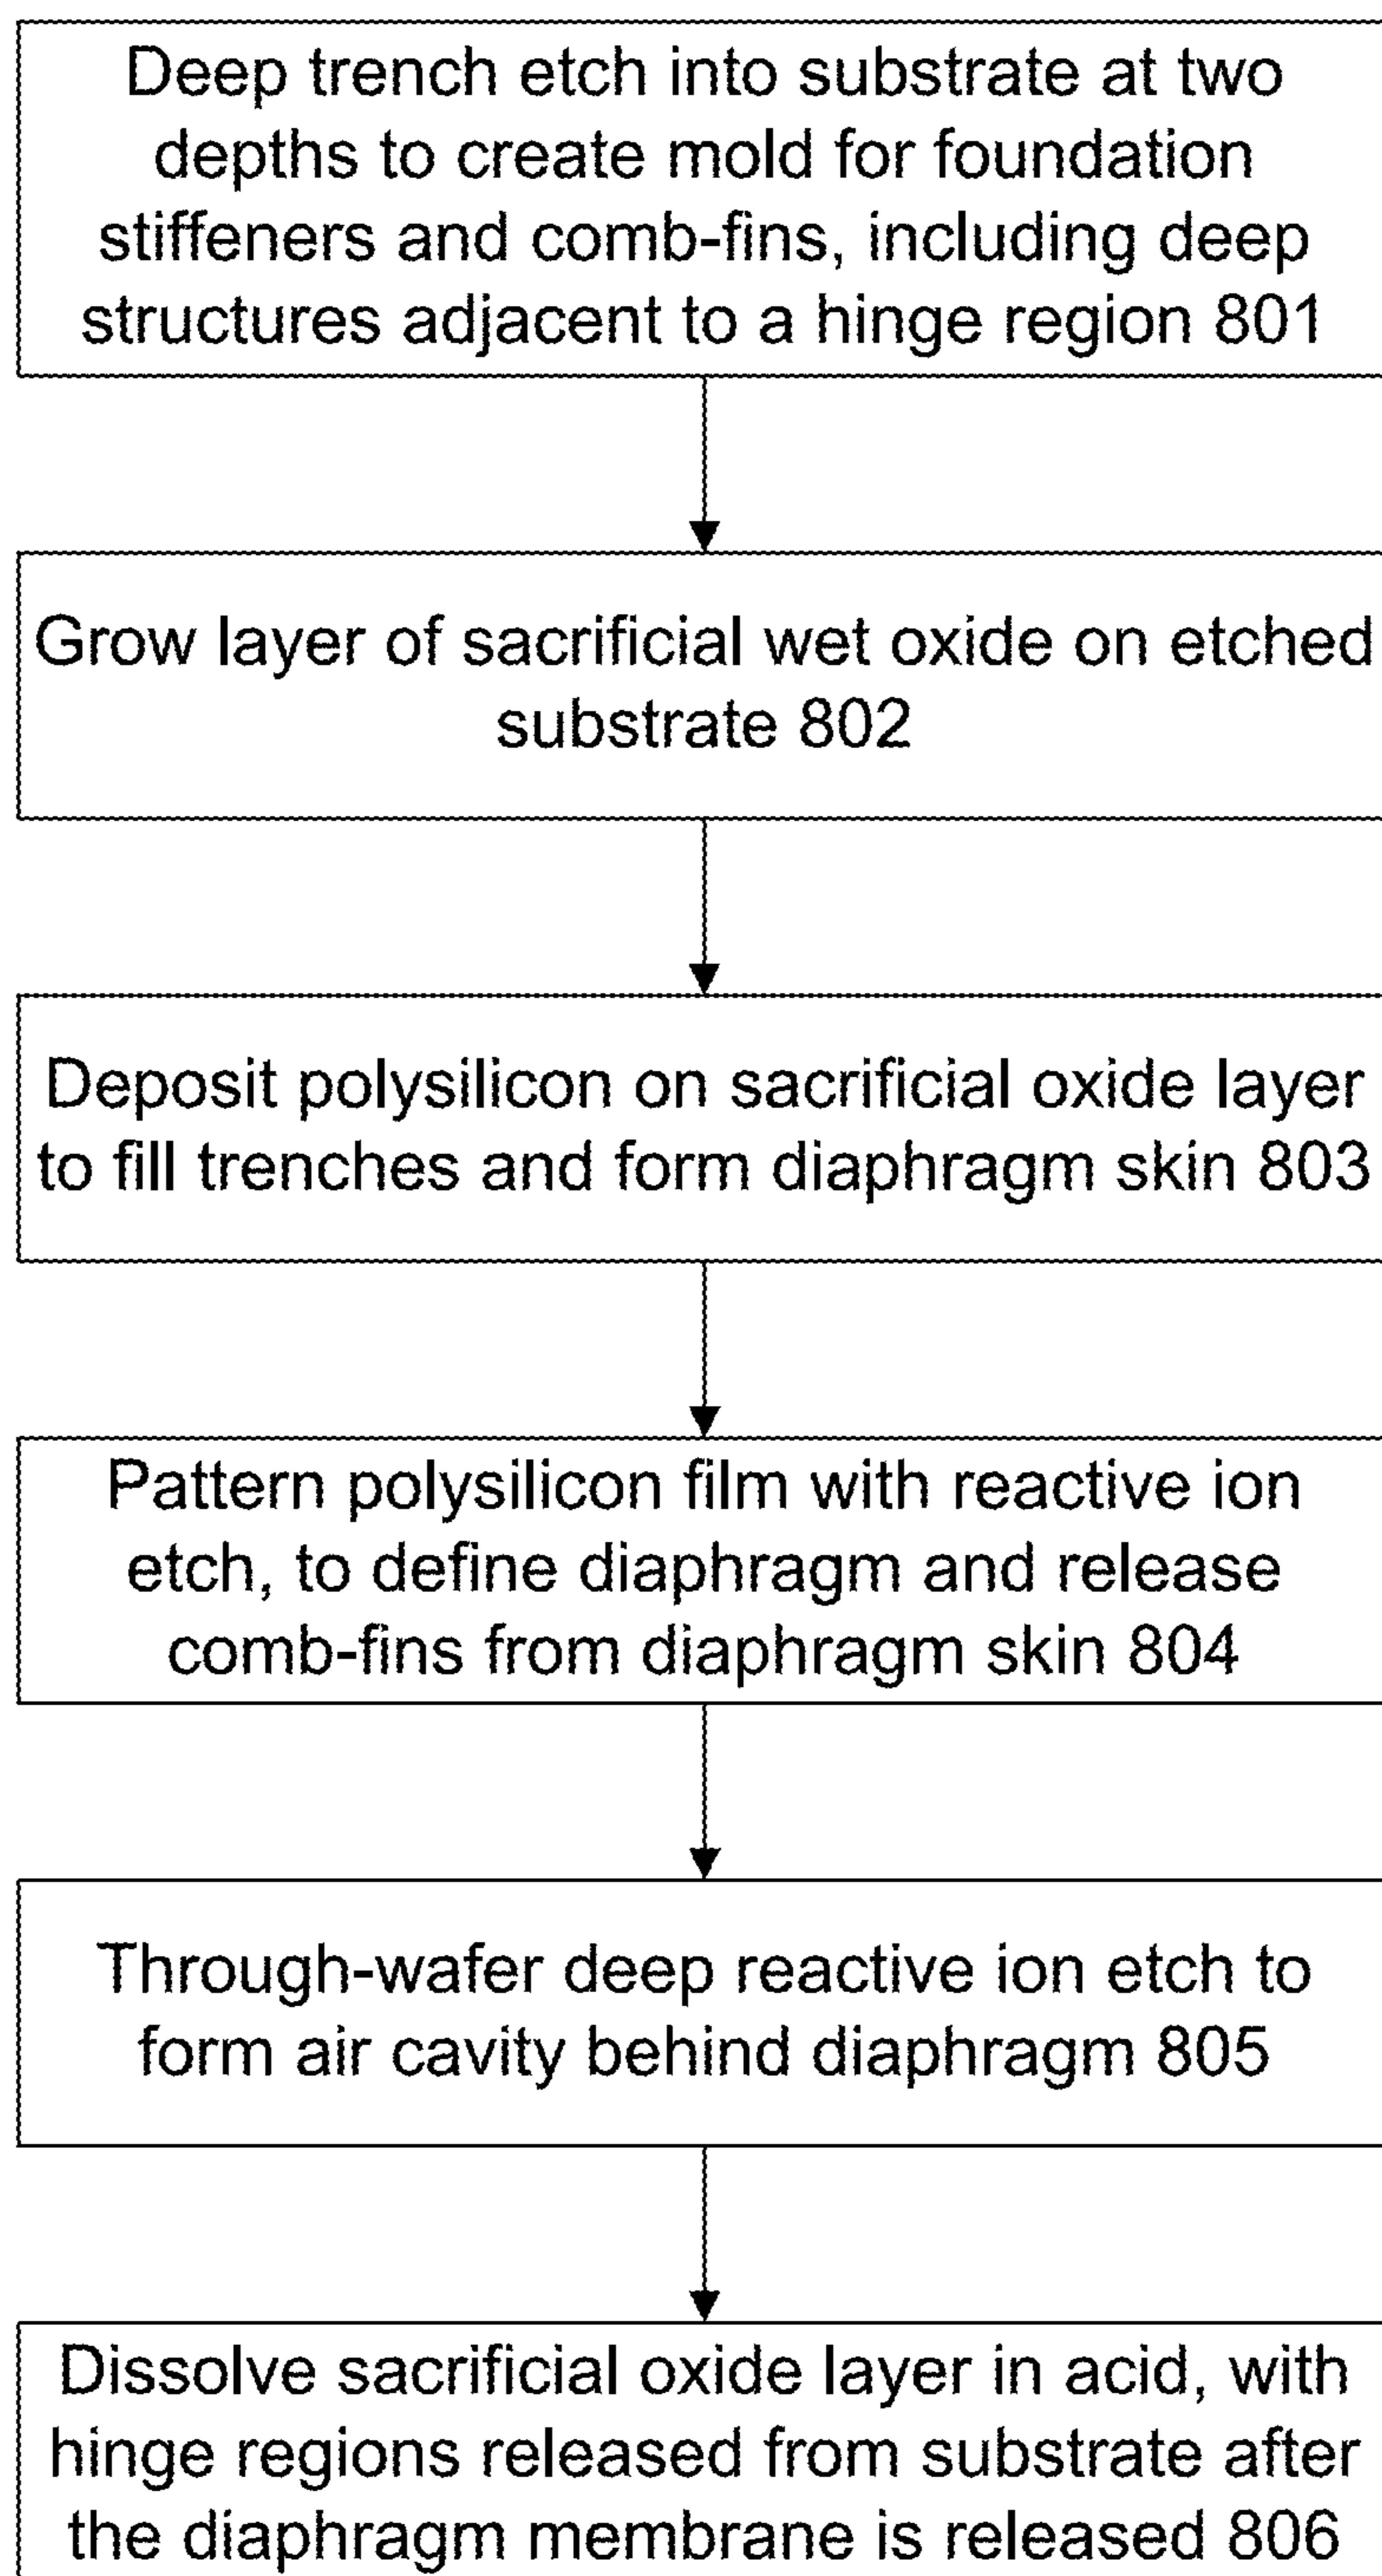 Deep trench etch into substrate at two
depths to create mold for foundation
stiffeners and comb-fins, including deep
structures adjacent to a hinge region 801
Grow layer of sacrificial wet oxide on etched
substrate 802
Deposit polysilicon on sacrificial oxide layer
to fill trenches and form diaphragm skin 803
Pattern polysilicon film with reactive ion
etch, to define diaphragm and release
comb-fins from diaphragm skin 804
Through-wafer deep reactive ion etch to
form air cavity behind diaphragm 805
Dissolve sacrificial oxide layer in acid, with
hinge regions released from substrate after
the diaphragm membrane is released 806